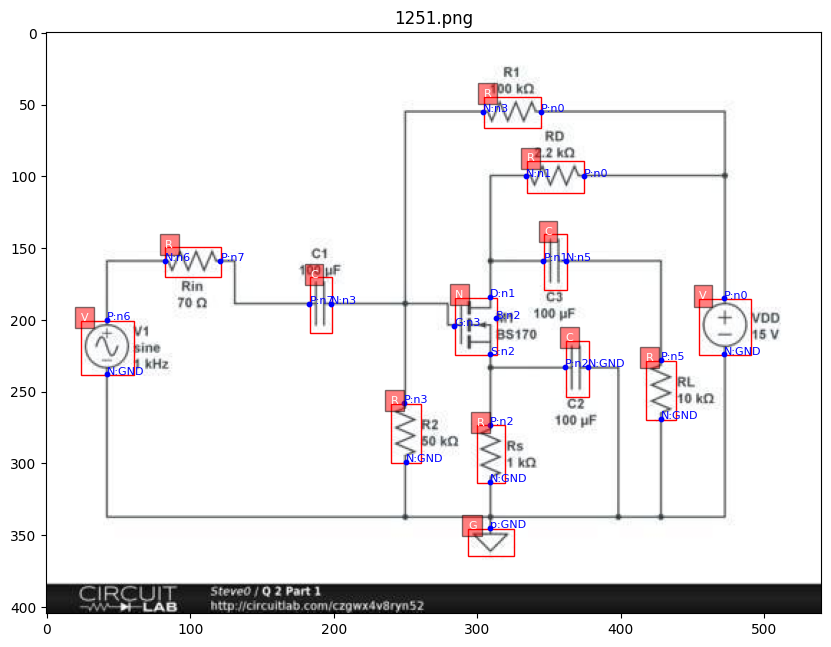 1251.png
R1
R 100 kΩ
N:n3 P:n0
RD
R 2.2 kΩ
N:n1 P:n0
R
N:n6 P:n7
Rin
70 Ω
C1
C
P:n7 N:n3
C
P:n1 N:n5
C3
100 µF
N
D:n1
G:n3
S:n2
BS170
V
P:n6
V1
sine
1 kHz
N:GND
V
P:n0
VDD
15 V
N:GND
C
P:n2 N:GND
C2
100 µF
R
P:n5
RL
10 kΩ
N:GND
R
P:n3
R2
50 kΩ
N:GND
R
P:n2
Rs
1 kΩ
N:GND
G
p:GND
CIRCUIT
LAB
Steve0 / Q 2 Part 1
http://circuitlab.com/czgwx4v8ryn52
0
50
100
150
200
250
300
350
400
0 100 200 300 400 500